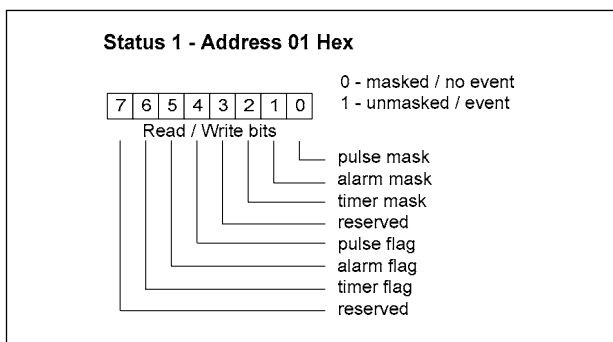 Status 1 - Address 01 Hex
0 - masked / no event
1 - unmasked / event
7 6 5 4 3 2 1 0
Read / Write bits
pulse mask
alarm mask
timer mask
reserved
pulse flag
alarm flag
timer flag
reserved